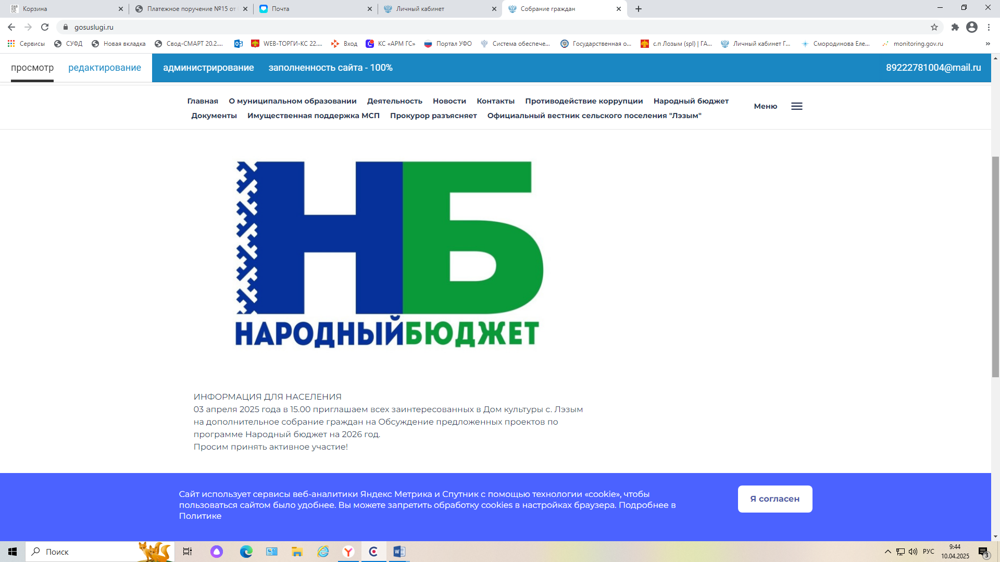 Корзина
Платежное поручение №15 от
Почта
Личный кабинет
Собрание граждан
gosuslugi.ru
Сервисы
СУФД
Новая вкладка
Свод-СМАРТ 20.2....
WEB-ТОРГИ-КС 22....
Вход
КС «АРМ ГС»
Портал УФО
Система обеспече...
Государственная о...
с.п Лозым (spl) | ГА...
Личный кабинет Г...
Смородинова Еле...
monitoring.gov.ru
просмотр
редактирование
администрирование
заполненность сайта - 100%
89222781004@mail.ru
Главная О муниципальном образовании Деятельность Новости Контакты Противодействие коррупции Народный бюджет
Документы Имущественная поддержка МСП Прокурор разъясняет Официальный вестник сельского поселения "Лэзым"
Меню
НБ
НАРОДНЫЙБЮДЖЕТ
ИНФОРМАЦИЯ ДЛЯ НАСЕЛЕНИЯ
03 апреля 2025 года в 15.00 приглашаем всех заинтересованных в Дом культуры с. Лэзым
на дополнительное собрание граждан на Обсуждение предложенных проектов по
программе Народный бюджет на 2026 год.
Просим принять активное участие!
Сайт использует сервисы веб-аналитики Яндекс Метрика и Спутник с помощью технологии «cookie», чтобы
пользоваться сайтом было удобнее. Вы можете запретить обработку cookies в настройках браузера. Подробнее в
Политике
Я согласен
Поиск
РУС
9:44
10.04.2025
3